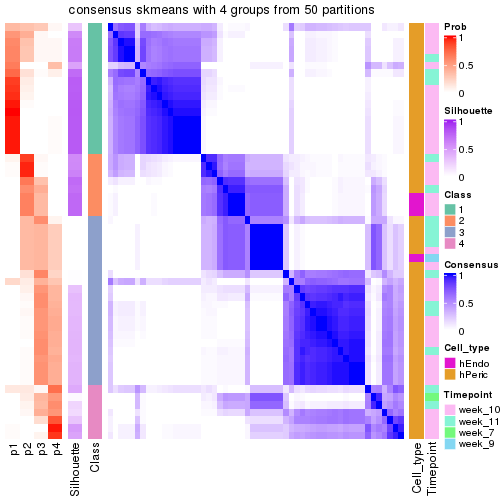 consensus skmeans with 4 groups from 50 partitions
Prob
1
0.5
0
Silhouette
1
0.5
0
Class
1
2
3
4
Consensus
1
0.5
0
Cell_type
hEndo
hPeric
Timepoint
week_10
week_11
week_7
week_9
p1
p2
p3
p4
Silhouette
Class
Cell_type
Timepoint